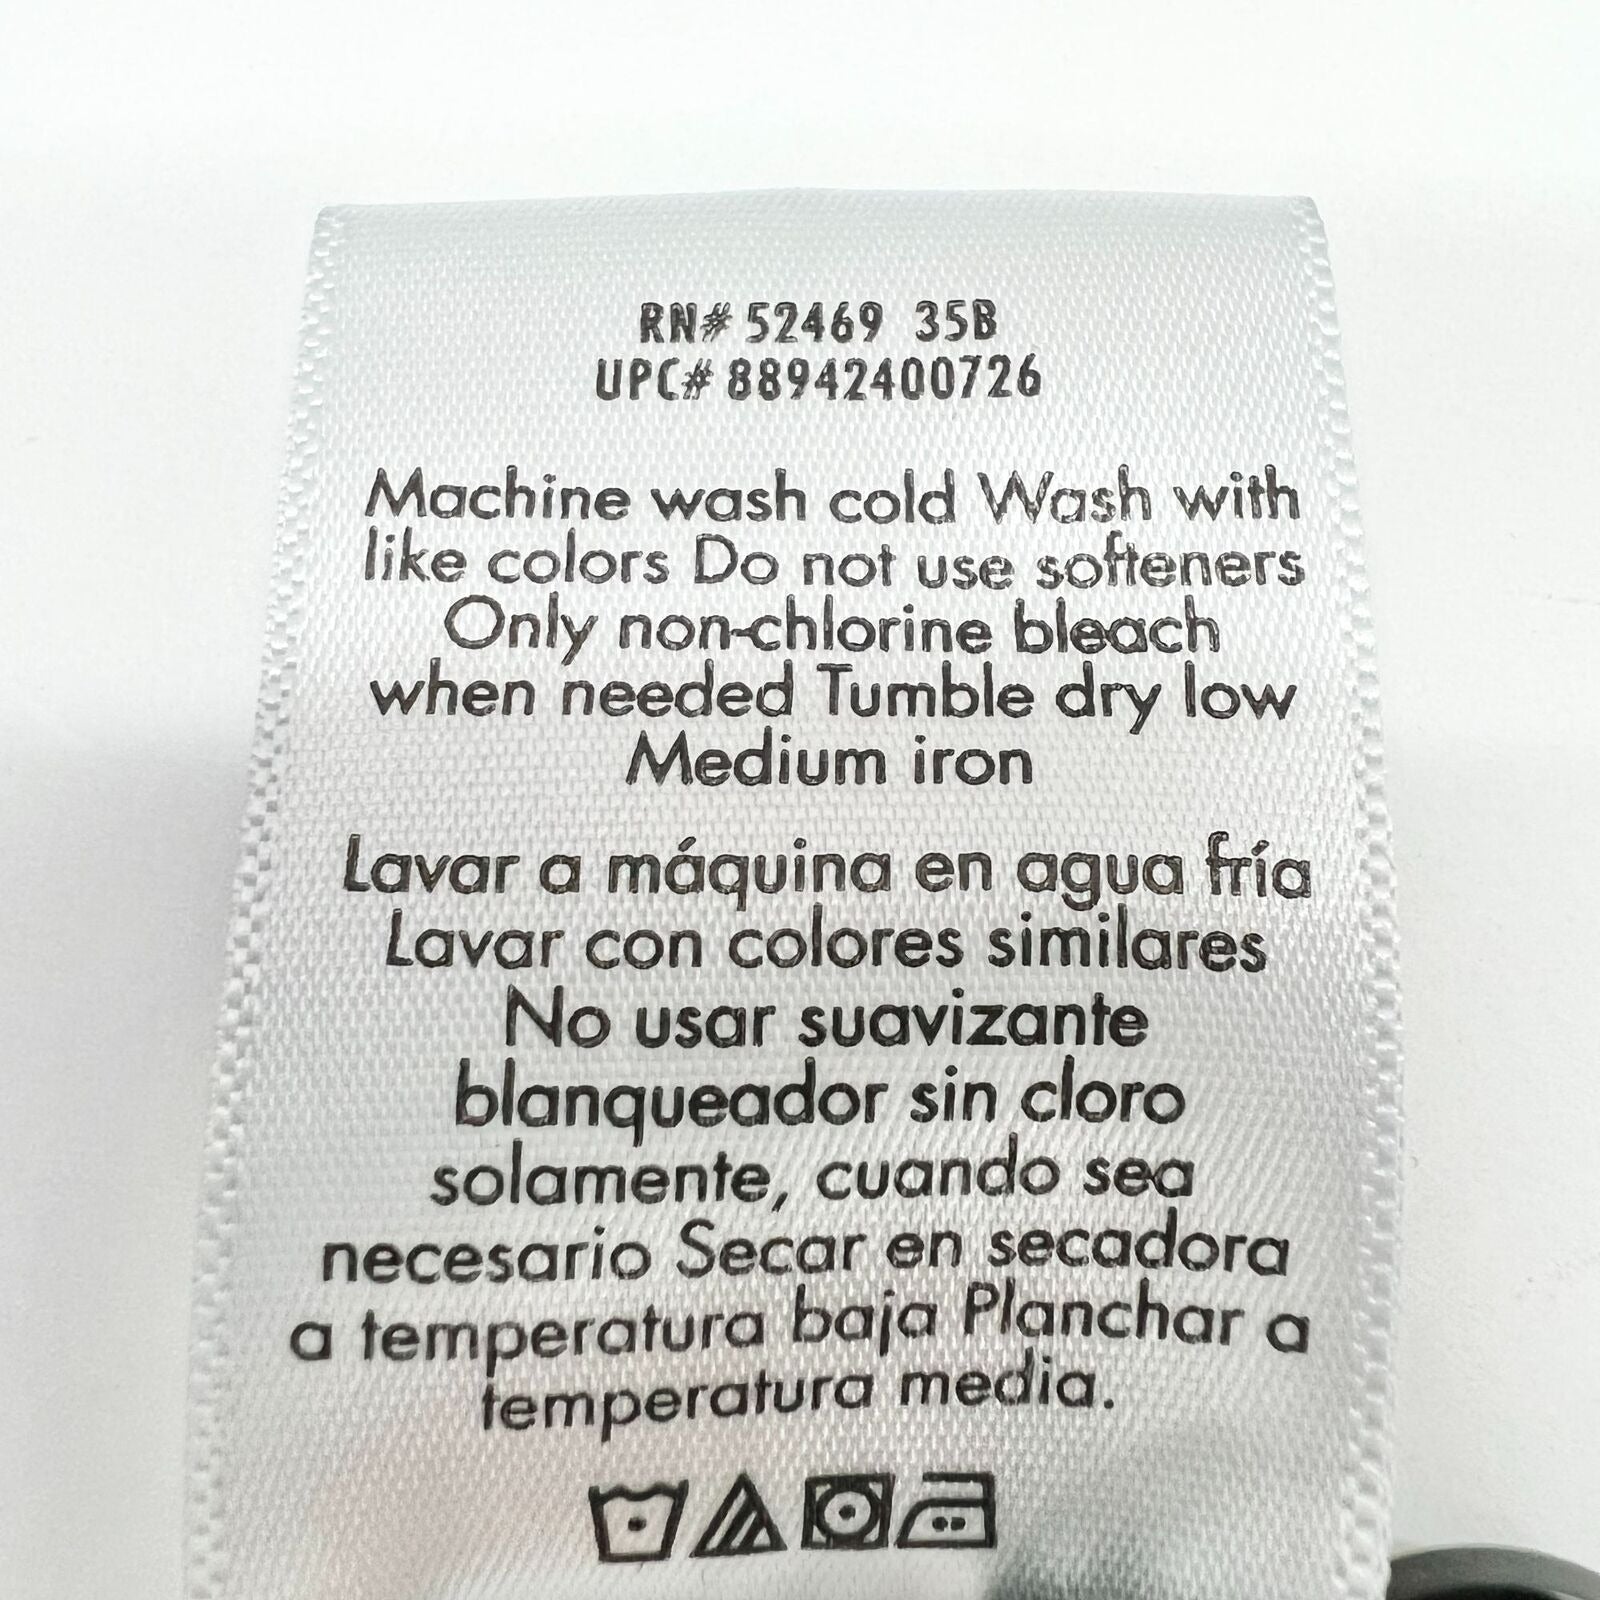 RN# 52469 35B
UPC# 88942400726
Machine wash cold Wash with
like colors Do not use softeners
Only non-chlorine bleach
when needed Tumble dry low
Medium iron
Lavar a máquina en agua fría
Lavar con colores similares
No usar suavizante
blanqueador sin cloro
solamente, cuando sea
necesario Secar en secadora
a temperatura baja Planchar a
temperatura media.